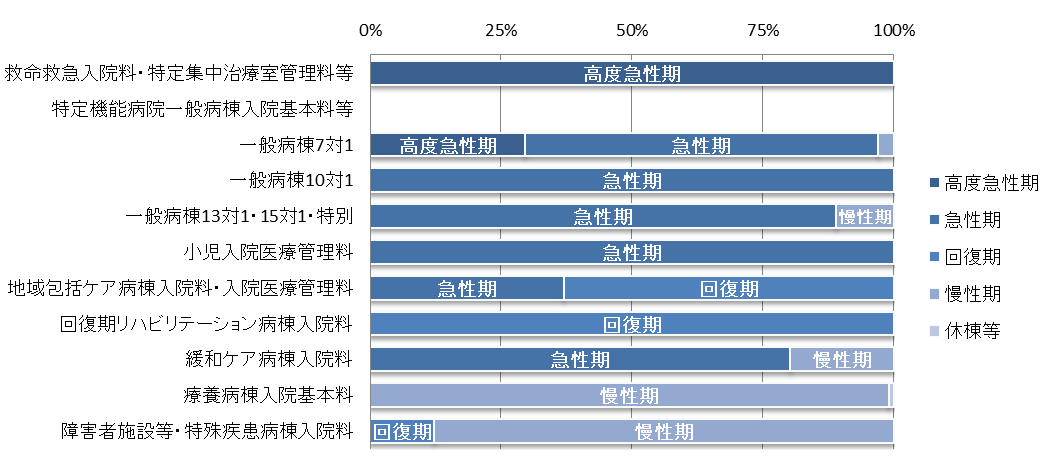 0% 25% 50% 75% 100%
救命救急入院料・特定集中治療室管理料等 高度急性期
特定機能病院一般病棟入院基本料等
一般病棟7対1 高度急性期 急性期
一般病棟10対1 急性期
一般病棟13対1・15対1・特別 急性期 慢性期
小児入院医療管理料 急性期
地域包括ケア病棟入院料・入院医療管理料 急性期 回復期
回復期リハビリテーション病棟入院料 回復期
緩和ケア病棟入院料 急性期 慢性期
療養病棟入院基本料 慢性期
障害者施設等・特殊疾患病棟入院料 回復期 慢性期
高度急性期
急性期
回復期
慢性期
休棟等